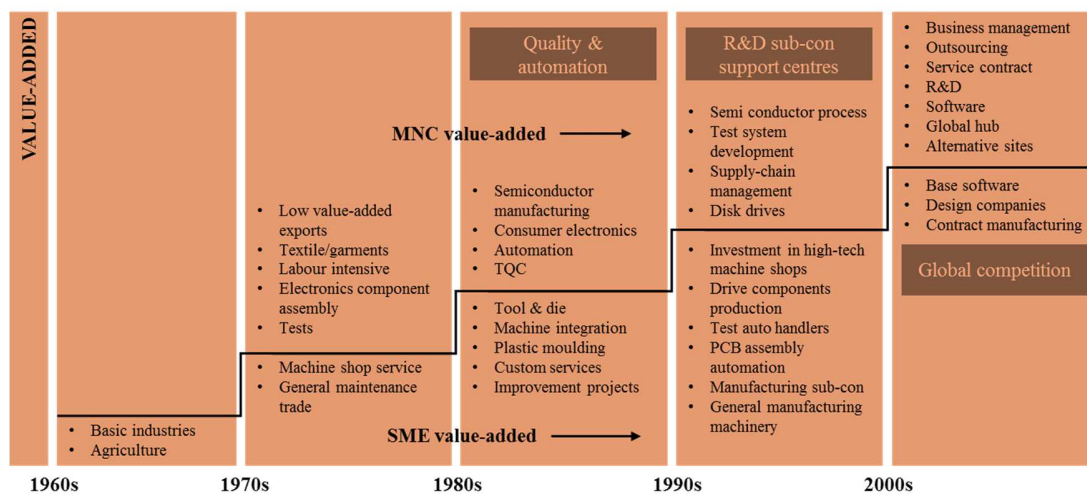 VALUE-ADDED
• Basic industries
• Agriculture
• Low value-added
exports
• Textile/garments
• Labour intensive
• Electronics component
assembly
• Tests
• Machine shop service
• General maintenance
trade
Quality &
automation
MNC value-added
• Semiconductor
manufacturing
• Consumer electronics
• Automation
• TQC
• Tool & die
• Machine integration
• Plastic moulding
• Custom services
• Improvement projects
SME value-added
R&D sub-con
support centres
• Semi conductor process
• Test system
development
• Supply-chain
management
• Disk drives
• Investment in high-tech
machine shops
• Drive components
production
• Test auto handlers
• PCB assembly
automation
• Manufacturing sub-con
• General manufacturing
machinery
• Business management
• Outsourcing
• Service contract
• R&D
• Software
• Global hub
• Alternative sites
• Base software
• Design companies
• Contract manufacturing
Global competition
1960s
1970s
1980s
1990s
2000s